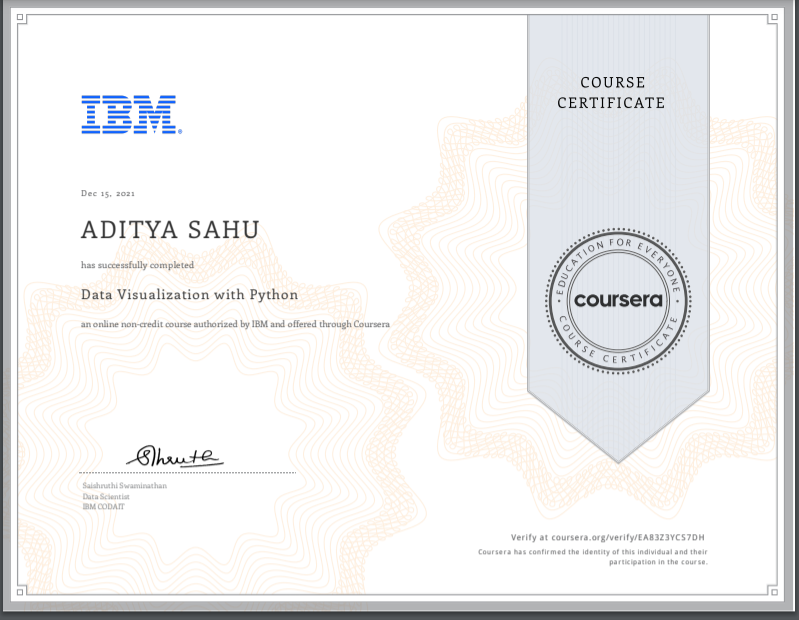 COURSE
CERTIFICATE
IBM®
Dec 15, 2021
ADITYA SAHU
has successfully completed
Data Visualization with Python
an online non-credit course authorized by IBM and offered through Coursera
EDUCATION FOR EVERYONE
coursera
COURSE CERTIFICATE
Saishruthi Swaminathan
Data Scientist
IBM CODAIT
Verify at coursera.org/verify/EA83Z3YCS7DH
Coursera has confirmed the identity of this individual and their
participation in the course.